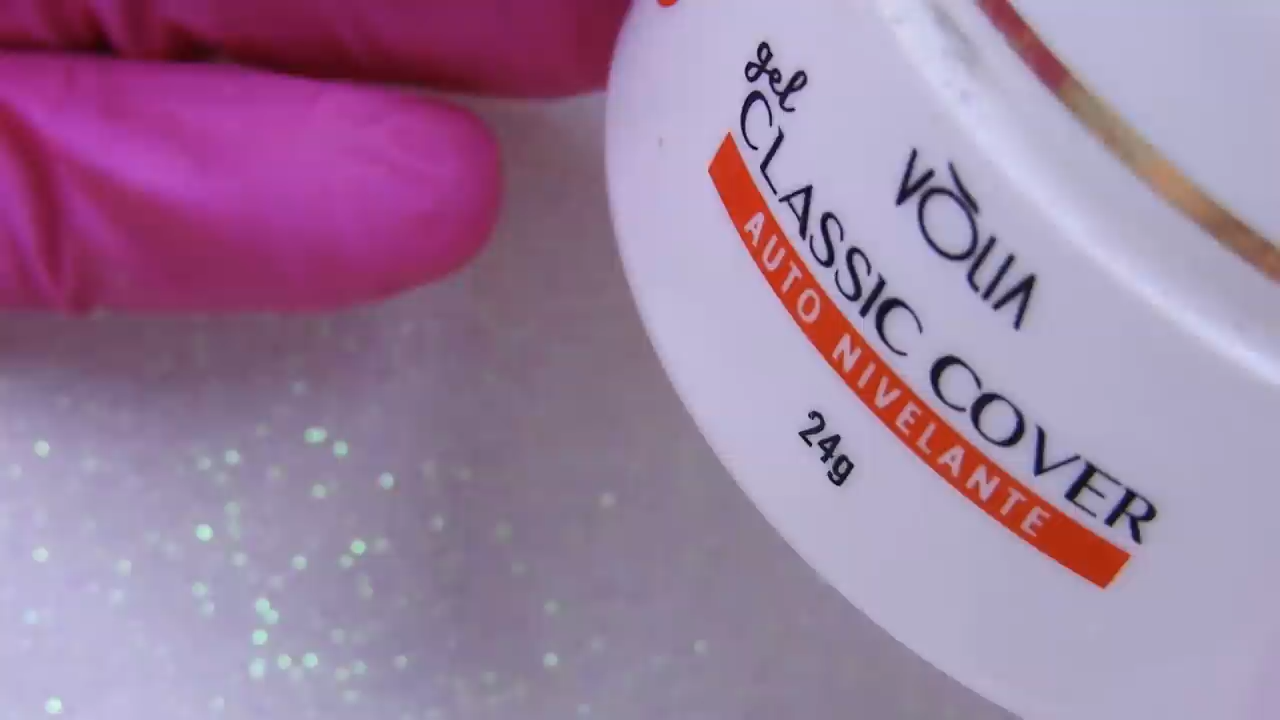 VÒLIA
gel
CLASSIC COVER
AUTO NIVELANTE
24g